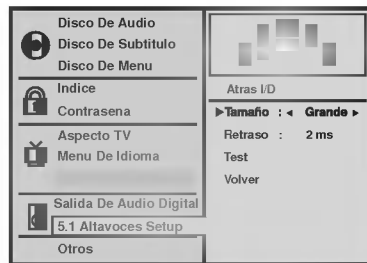 Disco De Audio
Disco De Subtitulo
Disco De Menu
Indice
Contrasena
Aspecto TV
Menu De Idioma
Salida De Audio Digital
5.1 Altavoces Setup
Otros
Atras I/D
Tamaño : Grande
Retraso : 2 ms
Test
Volver